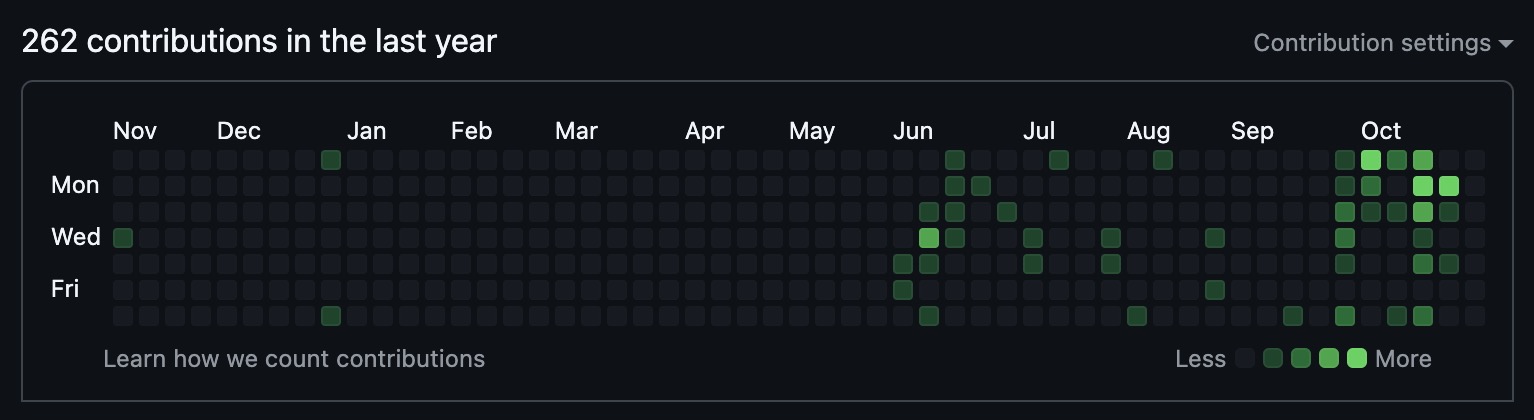 262 contributions in the last year
Contribution settings
Nov Dec Jan Feb Mar Apr May Jun Jul Aug Sep Oct
Mon
Wed
Fri
Learn how we count contributions
Less More